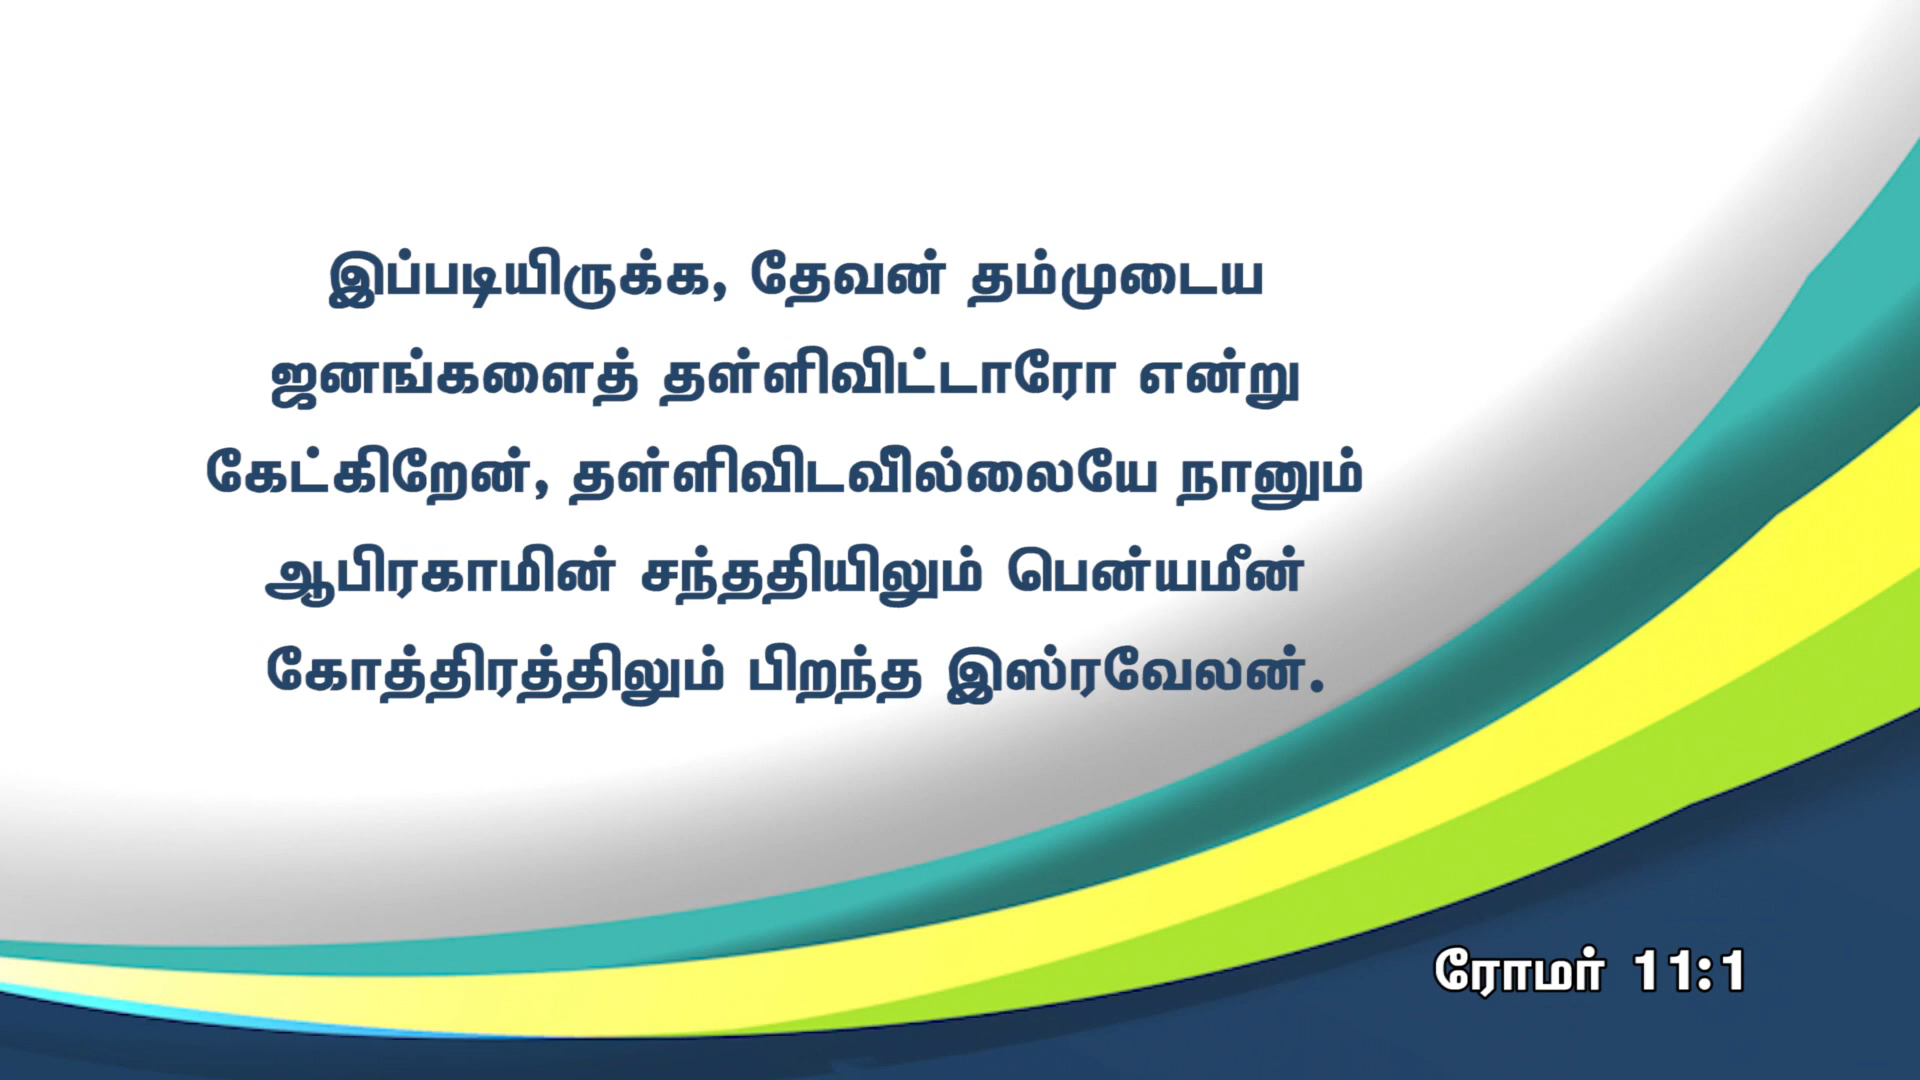 இப்படியிருக்க, தேவன் தம்முடைய
ஜனங்களைத் தள்ளிவிட்டாரோ என்று
கேட்கிறேன், தள்ளிவிடவில்லையே நானும்
ஆபிரகாமின் சந்ததியிலும் பென்யமீன்
கோத்திரத்திலும் பிறந்த இஸ்ரவேலன்.
ரோமர் 11:1